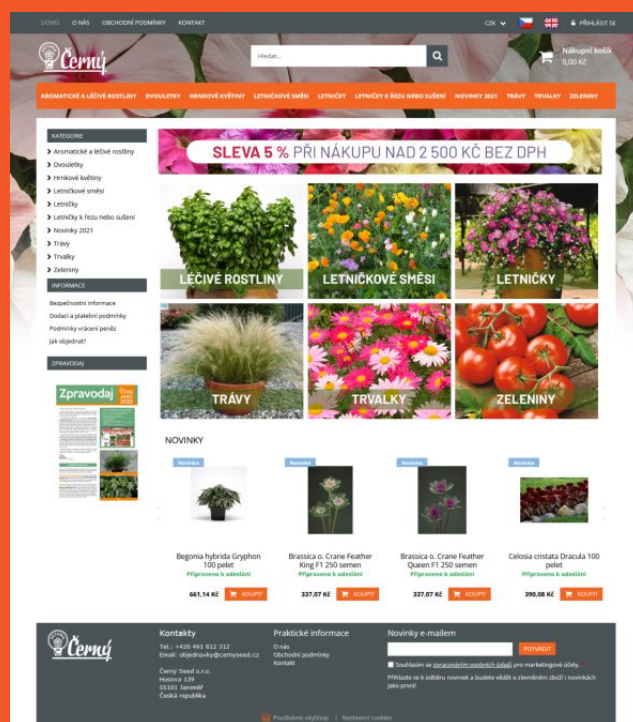 DOMŮ O NÁS OBCHODNÍ PODMÍNKY KONTAKT
CZK PŘIHLÁSIT SE
Černý
Hledat...
Nákupní košík
0,00 Kč
AROMATICKÉ A LÉČIVÉ ROSTLINY DVOULETKY HRNKOVÉ KVĚTINY LETNIČKOVÉ SMĚSI LETNIČKY LETNIČKY K ŘEZU NEBO SUŠENÍ NOVINKY 2021 TRÁVY TRVALKY ZELENINY
KATEGORIE
Aromatické a léčivé rostliny
Dvouletky
Hrnkové květiny
Letničkové směsi
Letničky
Letničky k řezu nebo sušení
Novinky 2021
Trávy
Trvalky
Zeleniny
INFORMACE
Bezpečnostní informace
Dodací a platební podmínky
Podmínky vrácení peněz
Jak objednat?
ZPRAVODAJ
Zpravodaj
SLEVA 5 % PŘI NÁKUPU NAD 2 500 KČ BEZ DPH
LÉČIVÉ ROSTLINY
LETNIČKOVÉ SMĚSI
LETNIČKY
TRÁVY
TRVALKY
ZELENINY
NOVINKY
Novinka Novinka Novinka Novinka
Begonia hybrida Gryphon
100 pelet
Připraveno k odeslání
661,14 Kč KOUPIT
Brassica o. Crane Feather
King F1 250 semen
Připraveno k odeslání
337,07 Kč KOUPIT
Brassica o. Crane Feather
Queen F1 250 semen
Připraveno k odeslání
337,07 Kč KOUPIT
Celosia cristata Dracula 100
pelet
Připraveno k odeslání
390,08 Kč KOUPIT
Černý
Kontakty
Tel.: +420 491 812 312
Email: objednavky@cernyseed.cz
Černý Seed s.r.o.
Husova 139
55101 Jaroměř
Česká republika
Praktické informace
O nás
Obchodní podmínky
Kontakt
Novinky e-mailem
POTVRDIT
Souhlasím se zpracováním osobních údajů pro marketingové účely.
Přihlaste se k odběru novinek a budete vědět o zlevněném zboží i novinkách
jako první!
Používáme obyShop | Nastavení cookies